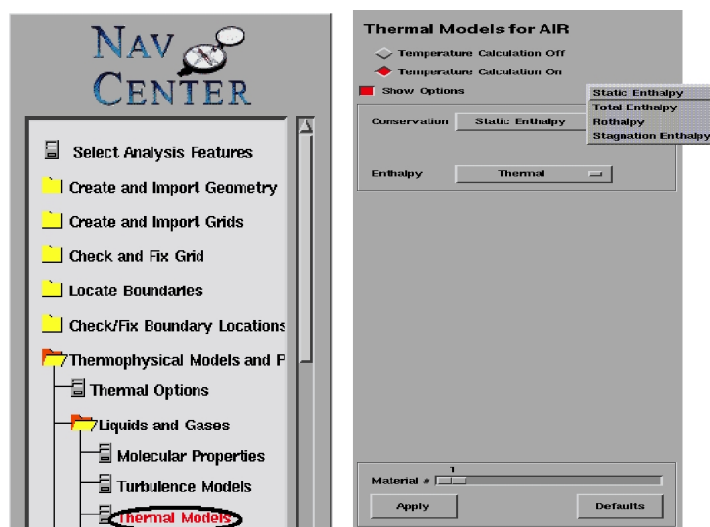 NAV
CENTER
Select Analysis Features
Create and Import Geometry
Create and Import Grids
Check and Fix Grid
Locate Boundaries
Check/Fix Boundary Locations
Thermophysical Models and P
Thermal Options
Liquids and Gases
Molecular Properties
Turbulence Models
Thermal Models
Thermal Models for AIR
Temperature Calculation Off
Temperature Calculation On
Show Options
Conservation Static Enthalpy
Static Enthalpy
Total Enthalpy
Rothalpy
Stagnation Enthalpy
Enthalpy Thermal
1
Material #
Apply Defaults